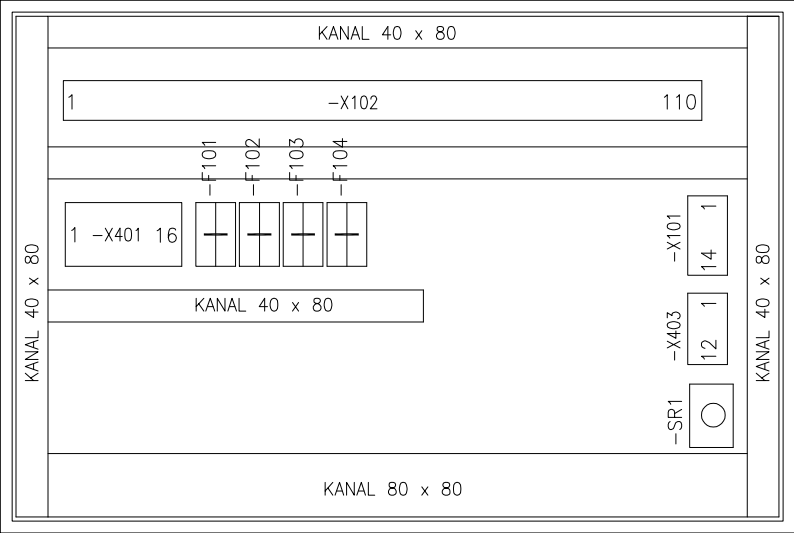 KANAL 40 x 80
1 -X102 110
-F101 -F102 -F103 -F104
1 -X401 16
-X101 1 14
KANAL 40 x 80
KANAL 40 x 80
KANAL 40 x 80
-X403 1 12
-SR1
KANAL 80 x 80